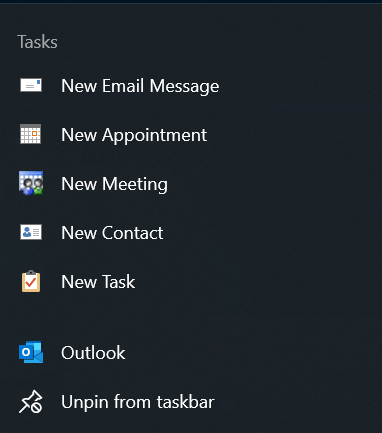 Tasks
New Email Message
New Appointment
New Meeting
New Contact
New Task
Outlook
Unpin from taskbar